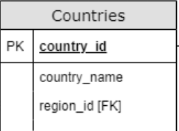 Countries
PK country_id
country_name
region_id [FK]